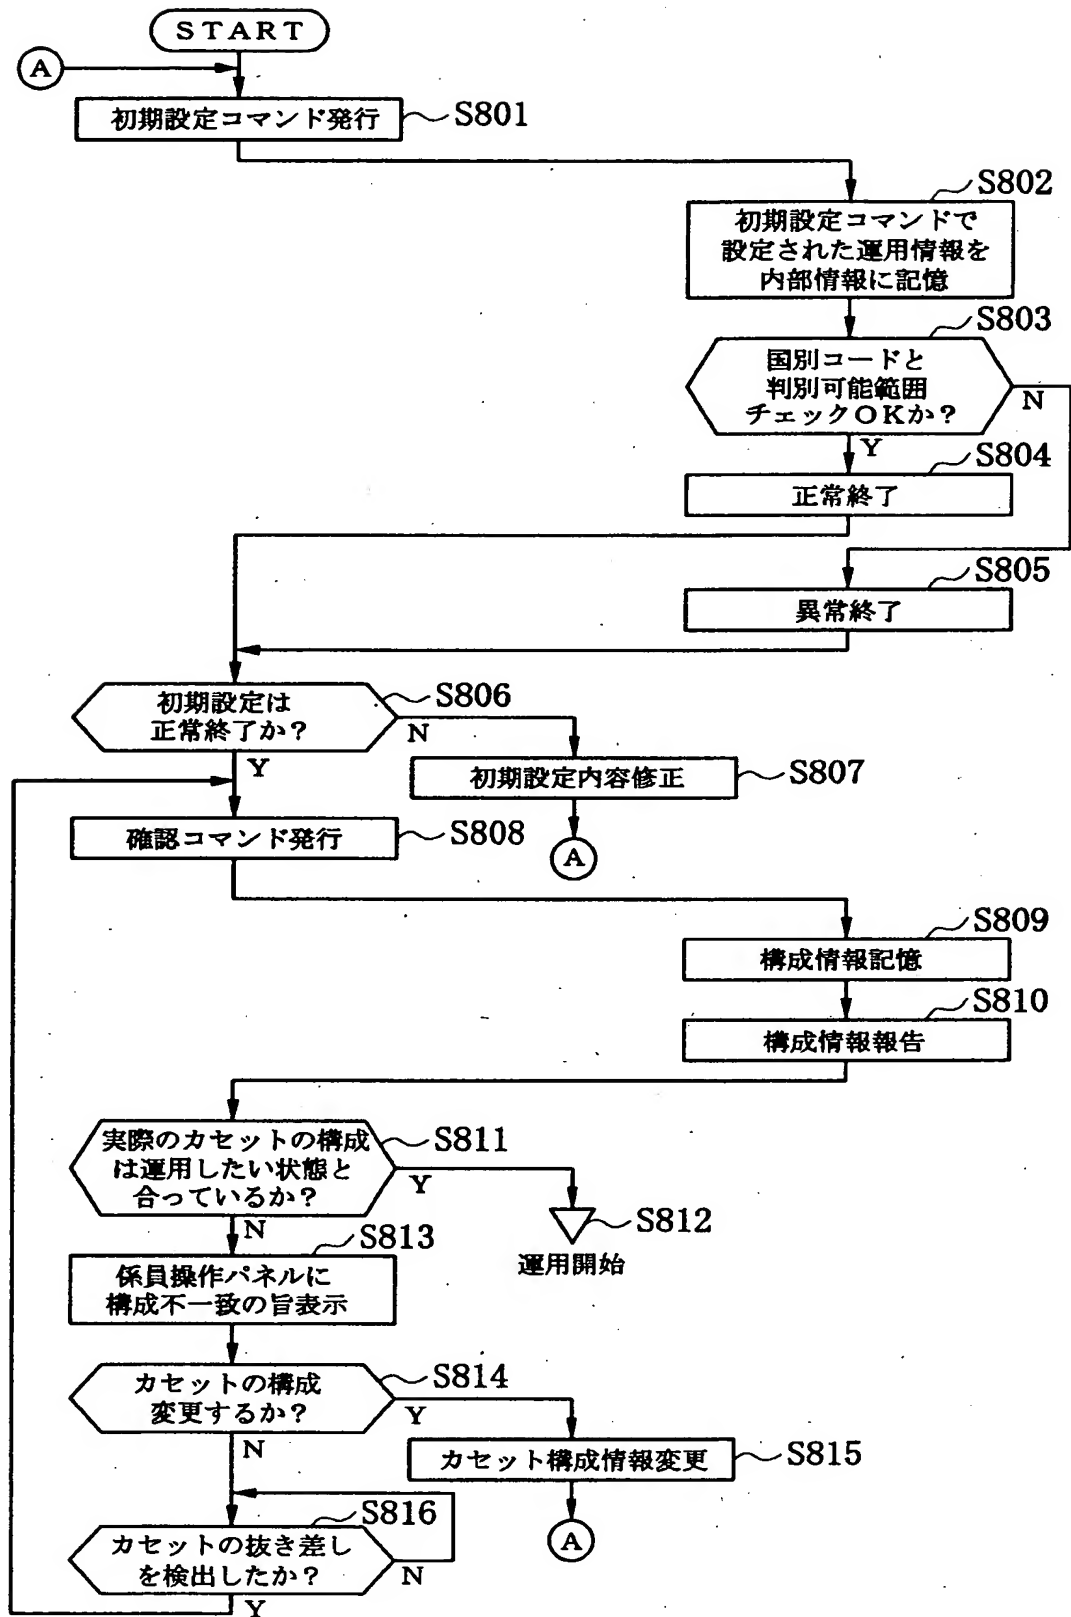 START
A
初期設定コマンド発行
S801
S802
初期設定コマンドで
設定された運用情報を
内部情報に記憶
S803
国別コードと
判別可能範囲
チェックOKか?
N
Y
S804
正常終了
S805
異常終了
初期設定は
正常終了か?
S806
N
Y
初期設定内容修正
S807
確認コマンド発行
S808
A
S809
構成情報記憶
S810
構成情報報告
実際のカセットの構成
は運用したい状態と
合っているか?
S811
Y
N
S812
運用開始
S813
係員操作パネルに
構成不一致の旨表示
カセットの構成
変更するか?
S814
Y
N
カセット構成情報変更
S815
S816
A
カセットの抜き差し
を検出したか?
N
Y